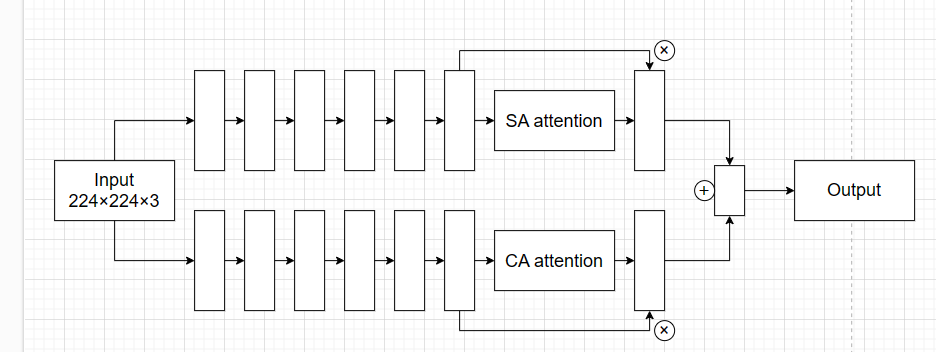 ×
SA attention
Input
224×224×3
+
Output
CA attention
×